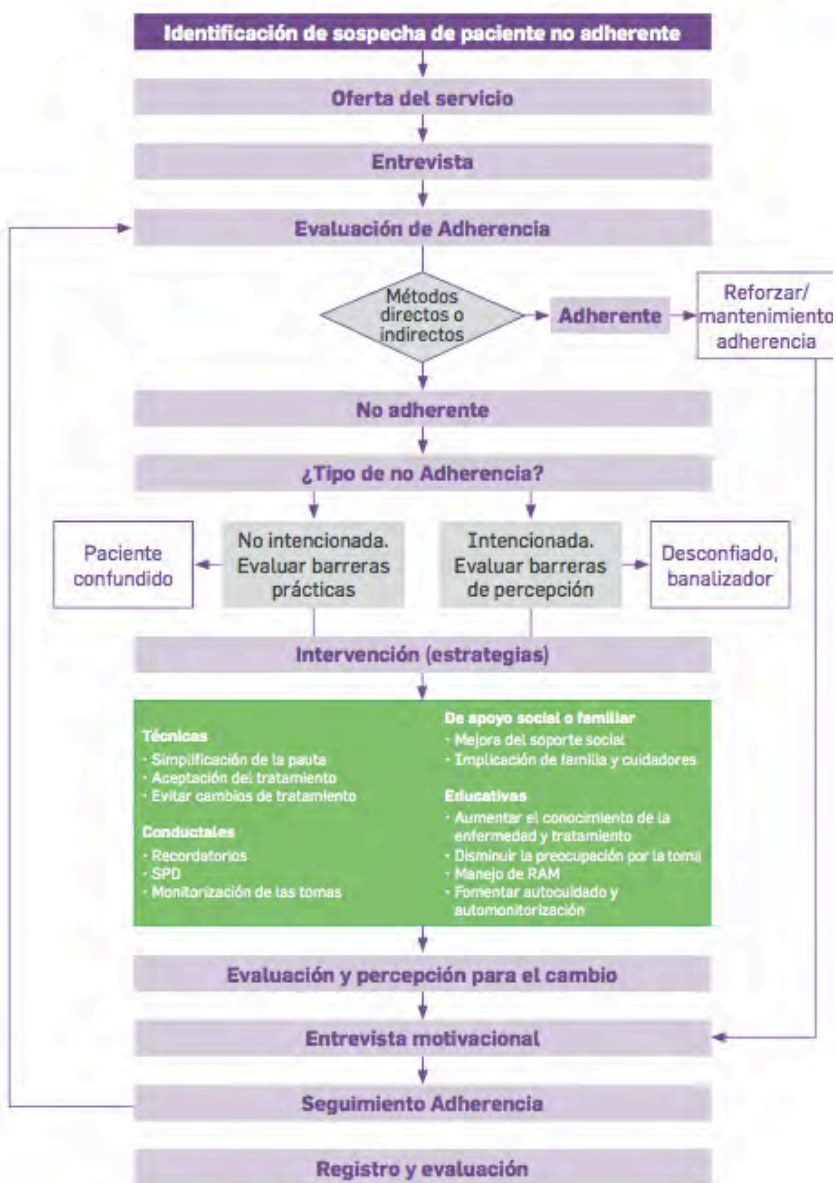 Identificación de sospecha de paciente no adherente
Oferta del servicio
Entrevista
Evaluación de Adherencia
Métodos
directos o
indirectos
Adherente
Reforzar/
mantenimiento
adherencia
No adherente
¿Tipo de no Adherencia?
Paciente
confundido
No intencionada.
Evaluar barreras
prácticas
Intencionada.
Evaluar barreras
de percepción
Desconfiado,
banalizador
Intervención (estrategias)
Técnicas
· Simplificación de la pauta
· Aceptación del tratamiento
· Evitar cambios de tratamiento
Conductales
· Recordatorios
· SPD
· Monitorización de las tomas
De apoyo social o familiar
· Mejora del soporte social
· Implicación de familia y cuidadores
Educativas
· Aumentar el conocimiento de la
enfermedad y tratamiento
· Disminuir la preocupación por la toma
· Manejo de RAM
· Fomentar autocuidado y
automonitorización
Evaluación y percepción para el cambio
Entrevista motivacional
Seguimiento Adherencia
Registro y evaluación